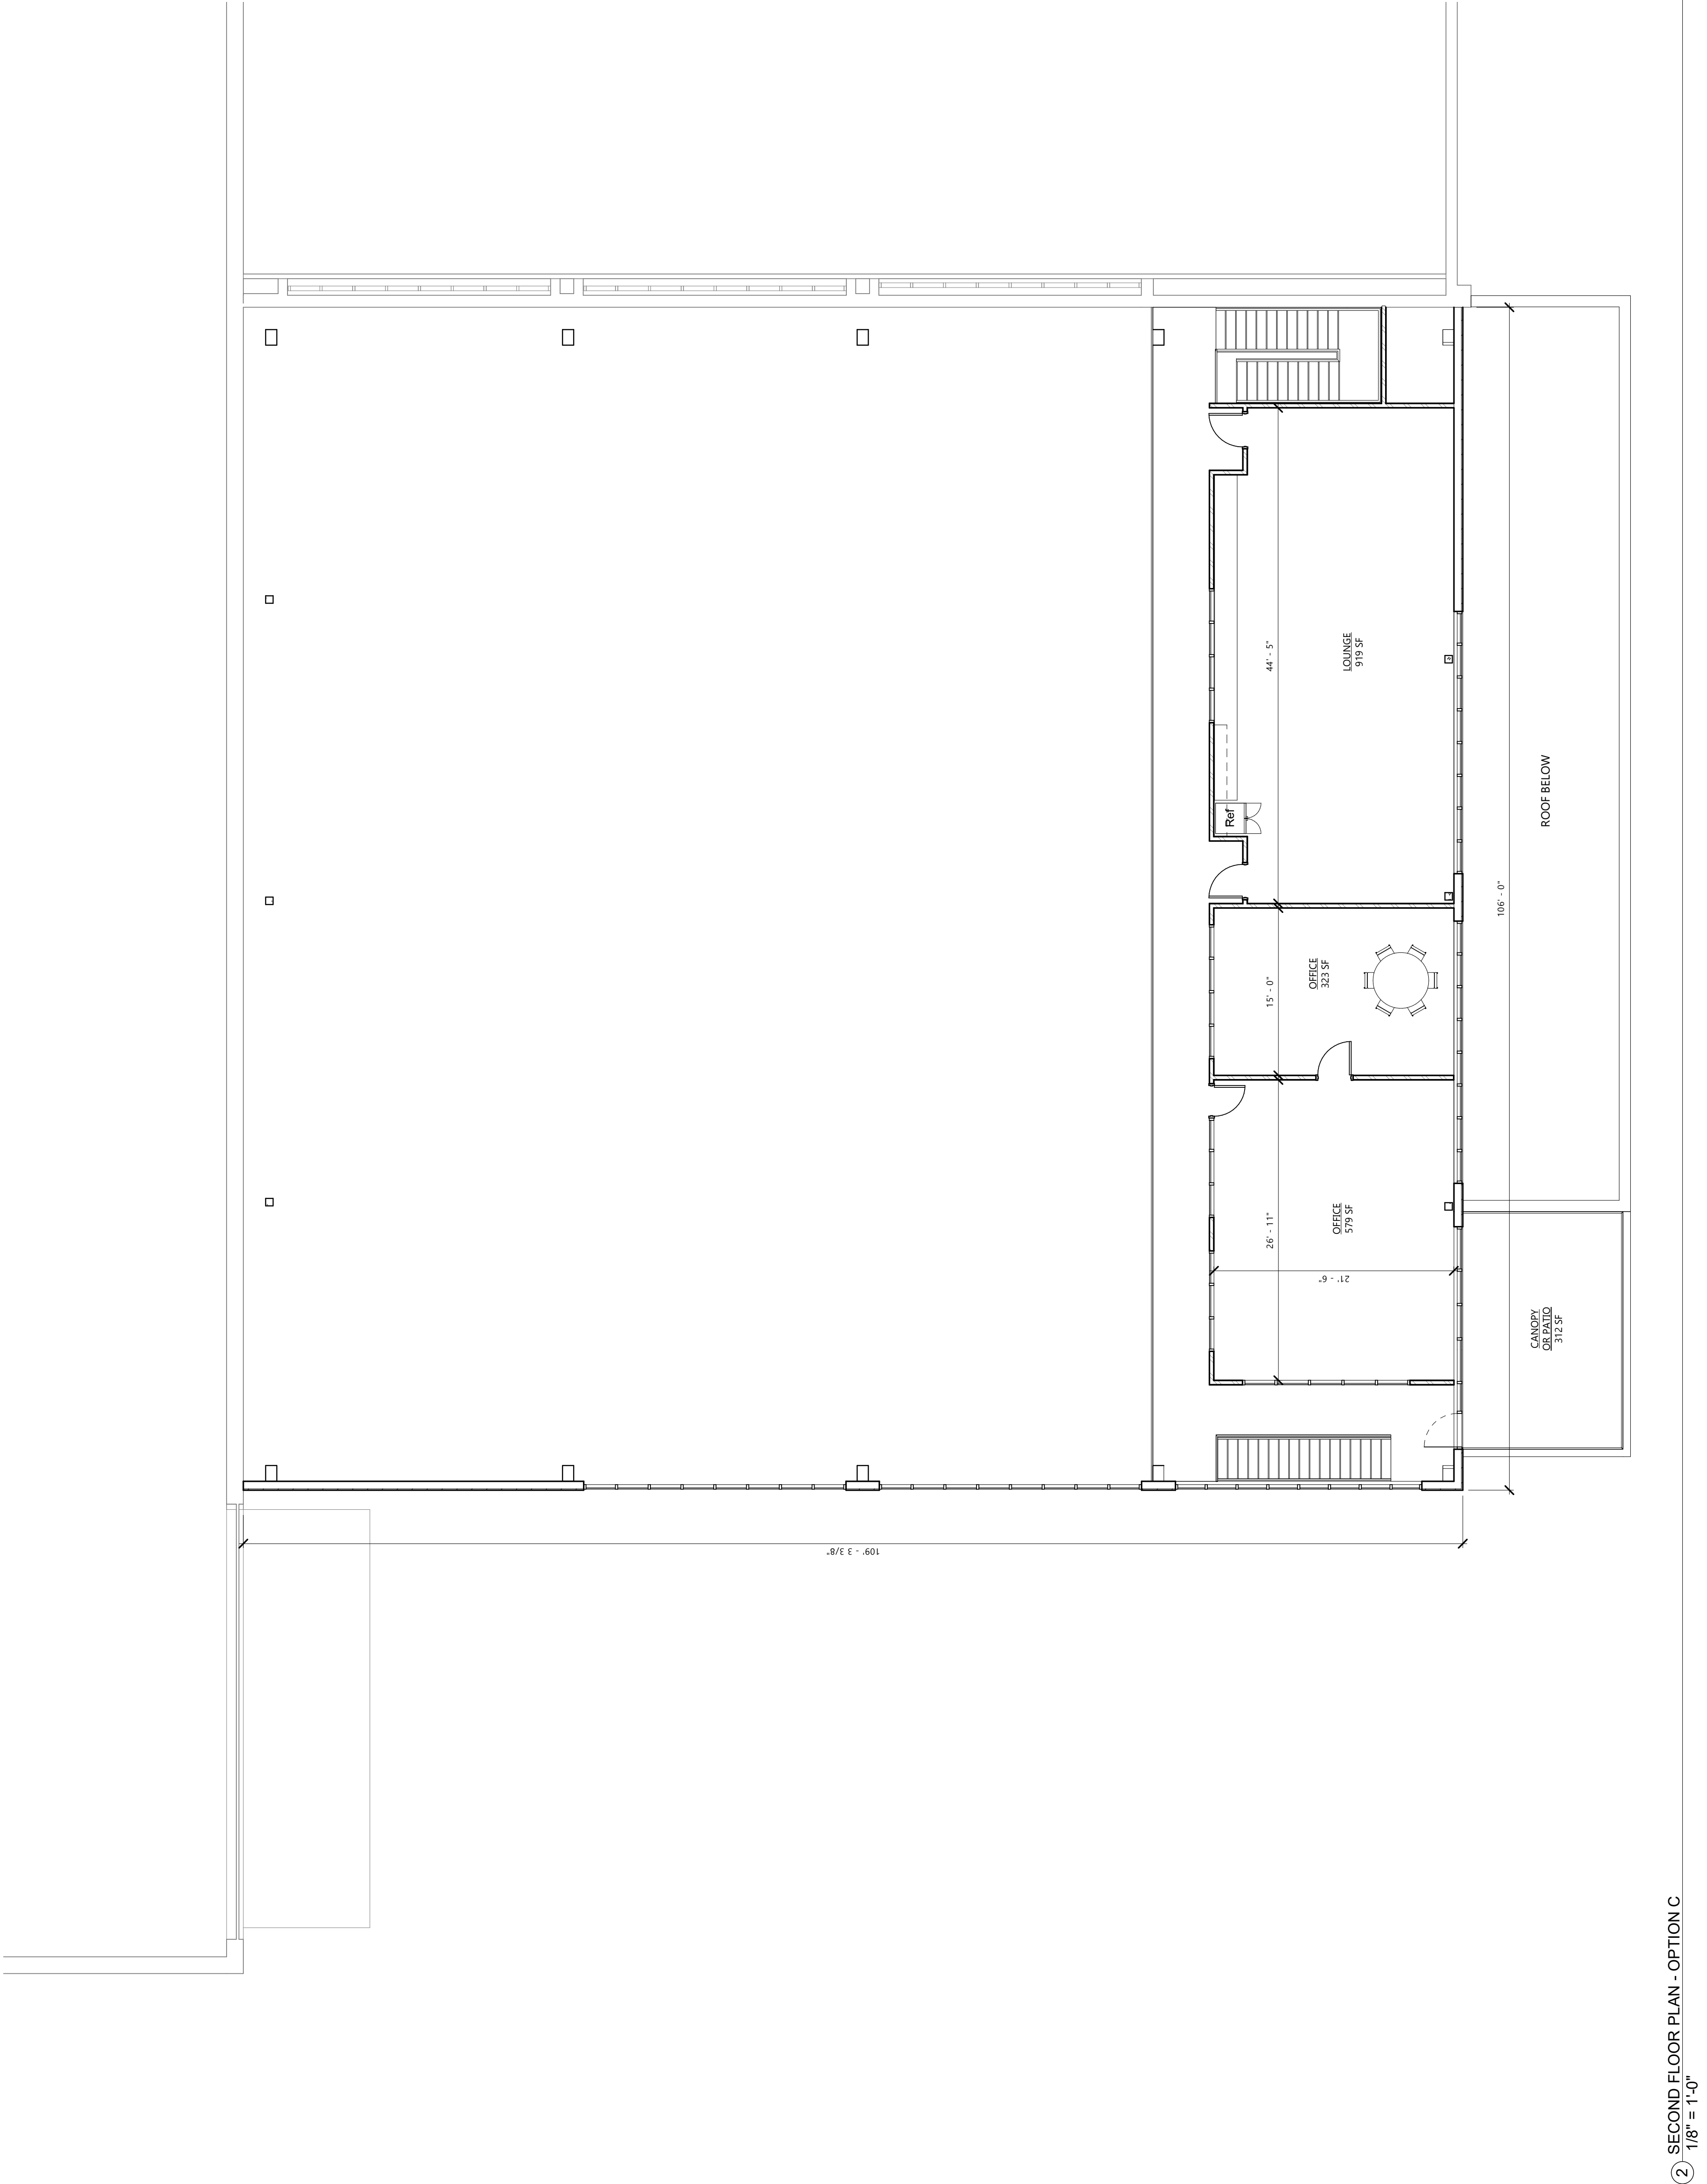 44' - 5"
LOUNGE
919 SF
Ref
ROOF BELOW
106' - 0"
15' - 0"
OFFICE
323 SF
26' - 11"
OFFICE
579 SF
21' - 6"
CANOPY
OR PATIO
312 SF
109' - 3 3/8"
2
SECOND FLOOR PLAN - OPTION C
1/8" = 1'-0"